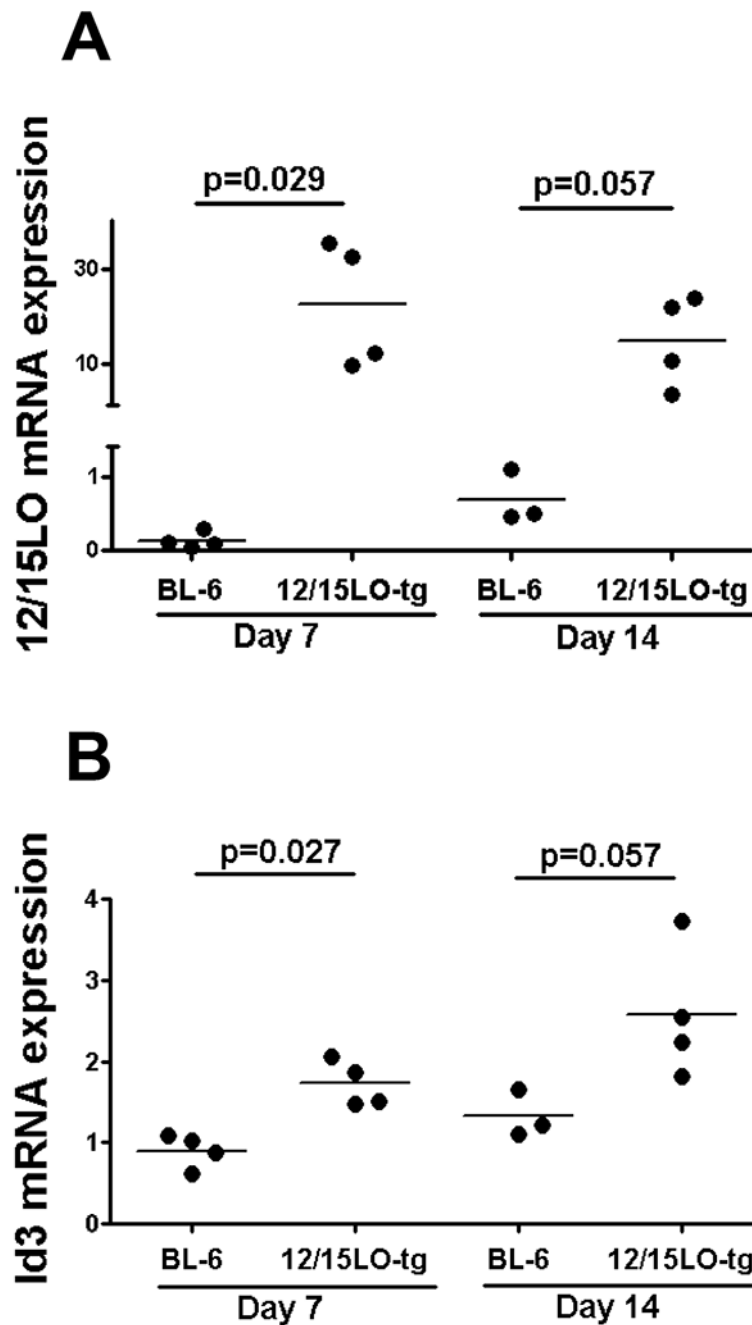 A
12/15LO mRNA expression
p=0.029
p=0.057
30
10
1
0
BL-6 12/15LO-tg BL-6 12/15LO-tg
Day 7 Day 14
B
Id3 mRNA expression
p=0.027
p=0.057
4
3
2
1
0
BL-6 12/15LO-tg BL-6 12/15LO-tg
Day 7 Day 14